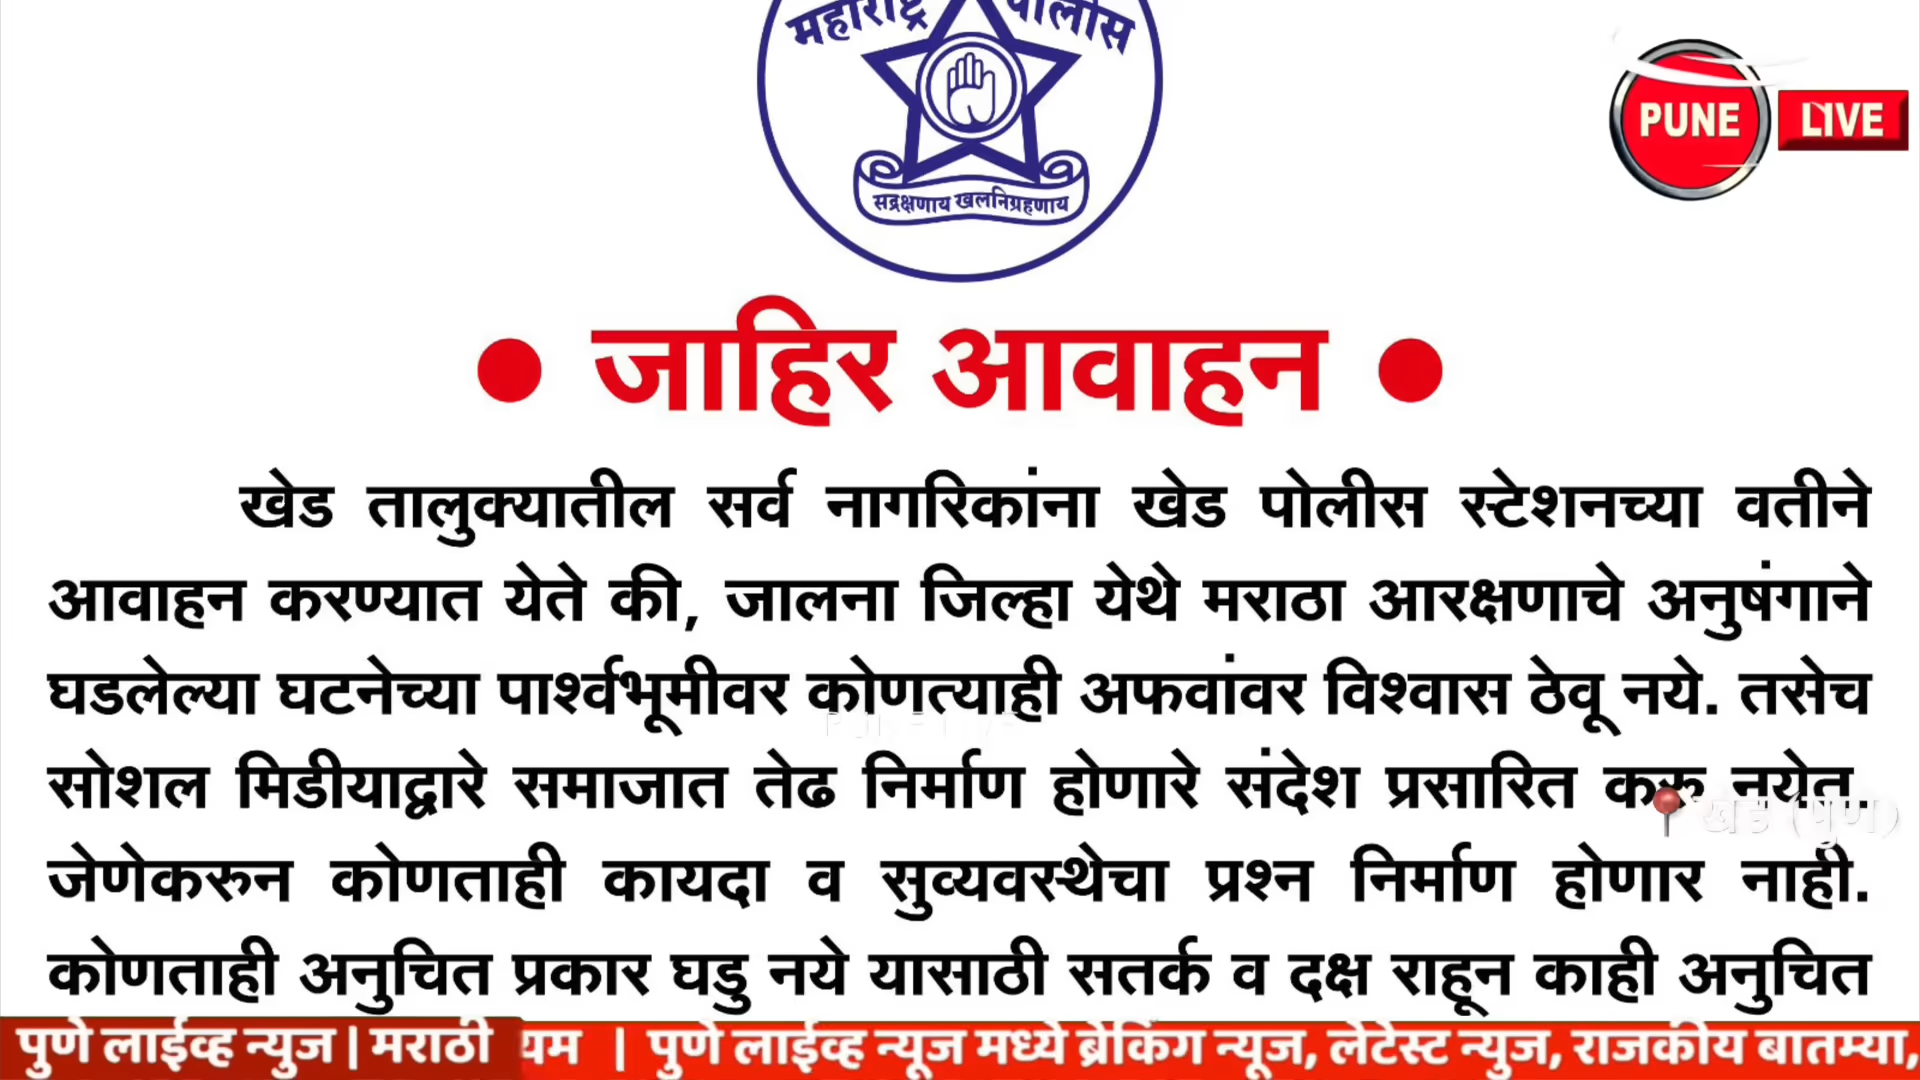 महाराष्ट्र पोलीस
सद्रक्षणाय खलनिग्रहणाय
PUNE LIVE
• जाहिर आवाहन •
खेड तालुक्यातील सर्व नागरिकांना खेड पोलीस स्टेशनच्या वतीने
आवाहन करण्यात येते की, जालना जिल्हा येथे मराठा आरक्षणाचे अनुषंगाने
घडलेल्या घटनेच्या पार्श्वभूमीवर कोणत्याही अफवांवर विश्वास ठेवू नये. तसेच
सोशल मिडीयाद्वारे समाजात तेढ निर्माण होणारे संदेश प्रसारित करु नयेत.
खेड (पुणे)
जेणेकरुन कोणताही कायदा व सुव्यवस्थेचा प्रश्न निर्माण होणार नाही.
कोणताही अनुचित प्रकार घडु नये यासाठी सतर्क व दक्ष राहून काही अनुचित
पुणे लाईव्ह न्युज | मराठी यम | पुणे लाईव्ह न्यूज मध्ये ब्रेकिंग न्यूज, लेटेस्ट न्युज, राजकीय बातम्या,